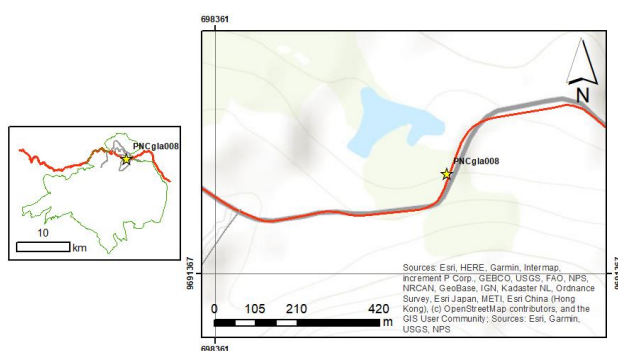 698361
PNCgla008
N
PNCgla008
10
km
9691367
0 105 210 420
m
Sources: Esri, HERE, Garmin, Intermap,
increment P Corp., GEBCO, USGS, FAO, NPS,
NRCAN, GeoBase, IGN, Kadaster NL, Ordnance
Survey, Esri Japan, METI, Esri China (Hong
Kong), (c) OpenStreetMap contributors, and the
GIS User Community; Sources: Esri, Garmin,
USGS, NPS
698361